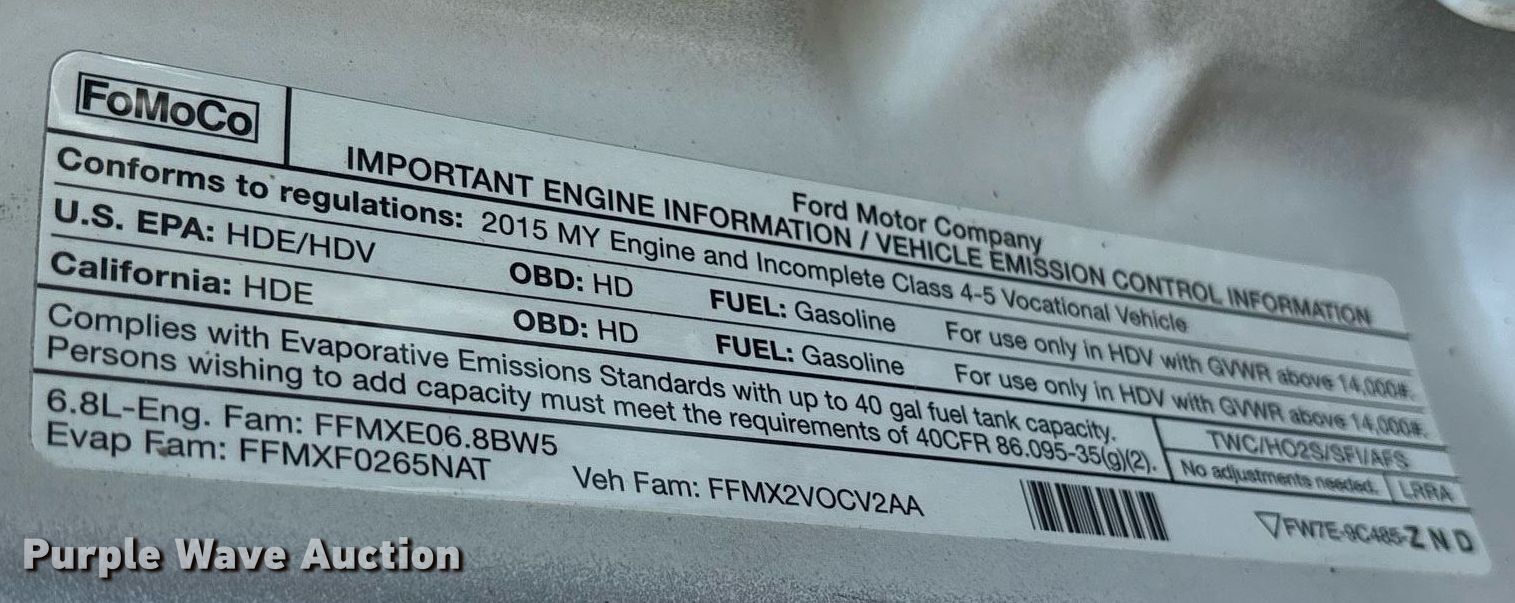 FoMoCo
Ford Motor Company
IMPORTANT ENGINE INFORMATION / VEHICLE EMISSION CONTROL INFORMATION
Conforms to regulations: 2015 MY Engine and Incomplete Class 4-5 Vocational Vehicle
U.S. EPA: HDE/HDV OBD: HD FUEL: Gasoline For use only in HDV with GVWR above 14,000#.
California: HDE OBD: HD FUEL: Gasoline For use only in HDV with GVWR above 14,000#.
Complies with Evaporative Emissions Standards with up to 40 gal fuel tank capacity.
Persons wishing to add capacity must meet the requirements of 40CFR 86.095-35(g)(2).
TWC/HO2S/SFI/AFS
No adjustments needed. LRRA
6.8L-Eng. Fam: FFMXE06.8BW5
Evap Fam: FFMXF0265NAT Veh Fam: FFMX2VOCV2AA
FW7E-9C485-Z N D
Purple Wave Auction